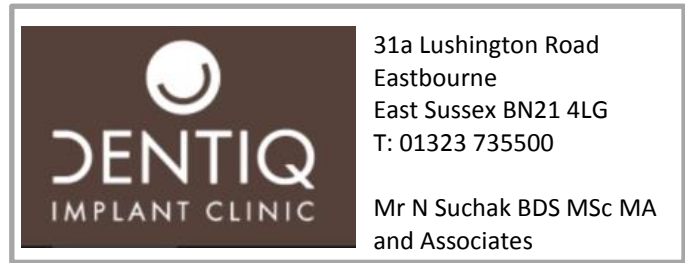 DENTIQ
IMPLANT CLINIC
31a Lushington Road
Eastbourne
East Sussex BN21 4LG
T: 01323 735500
Mr N Suchak BDS MSc MA
and Associates